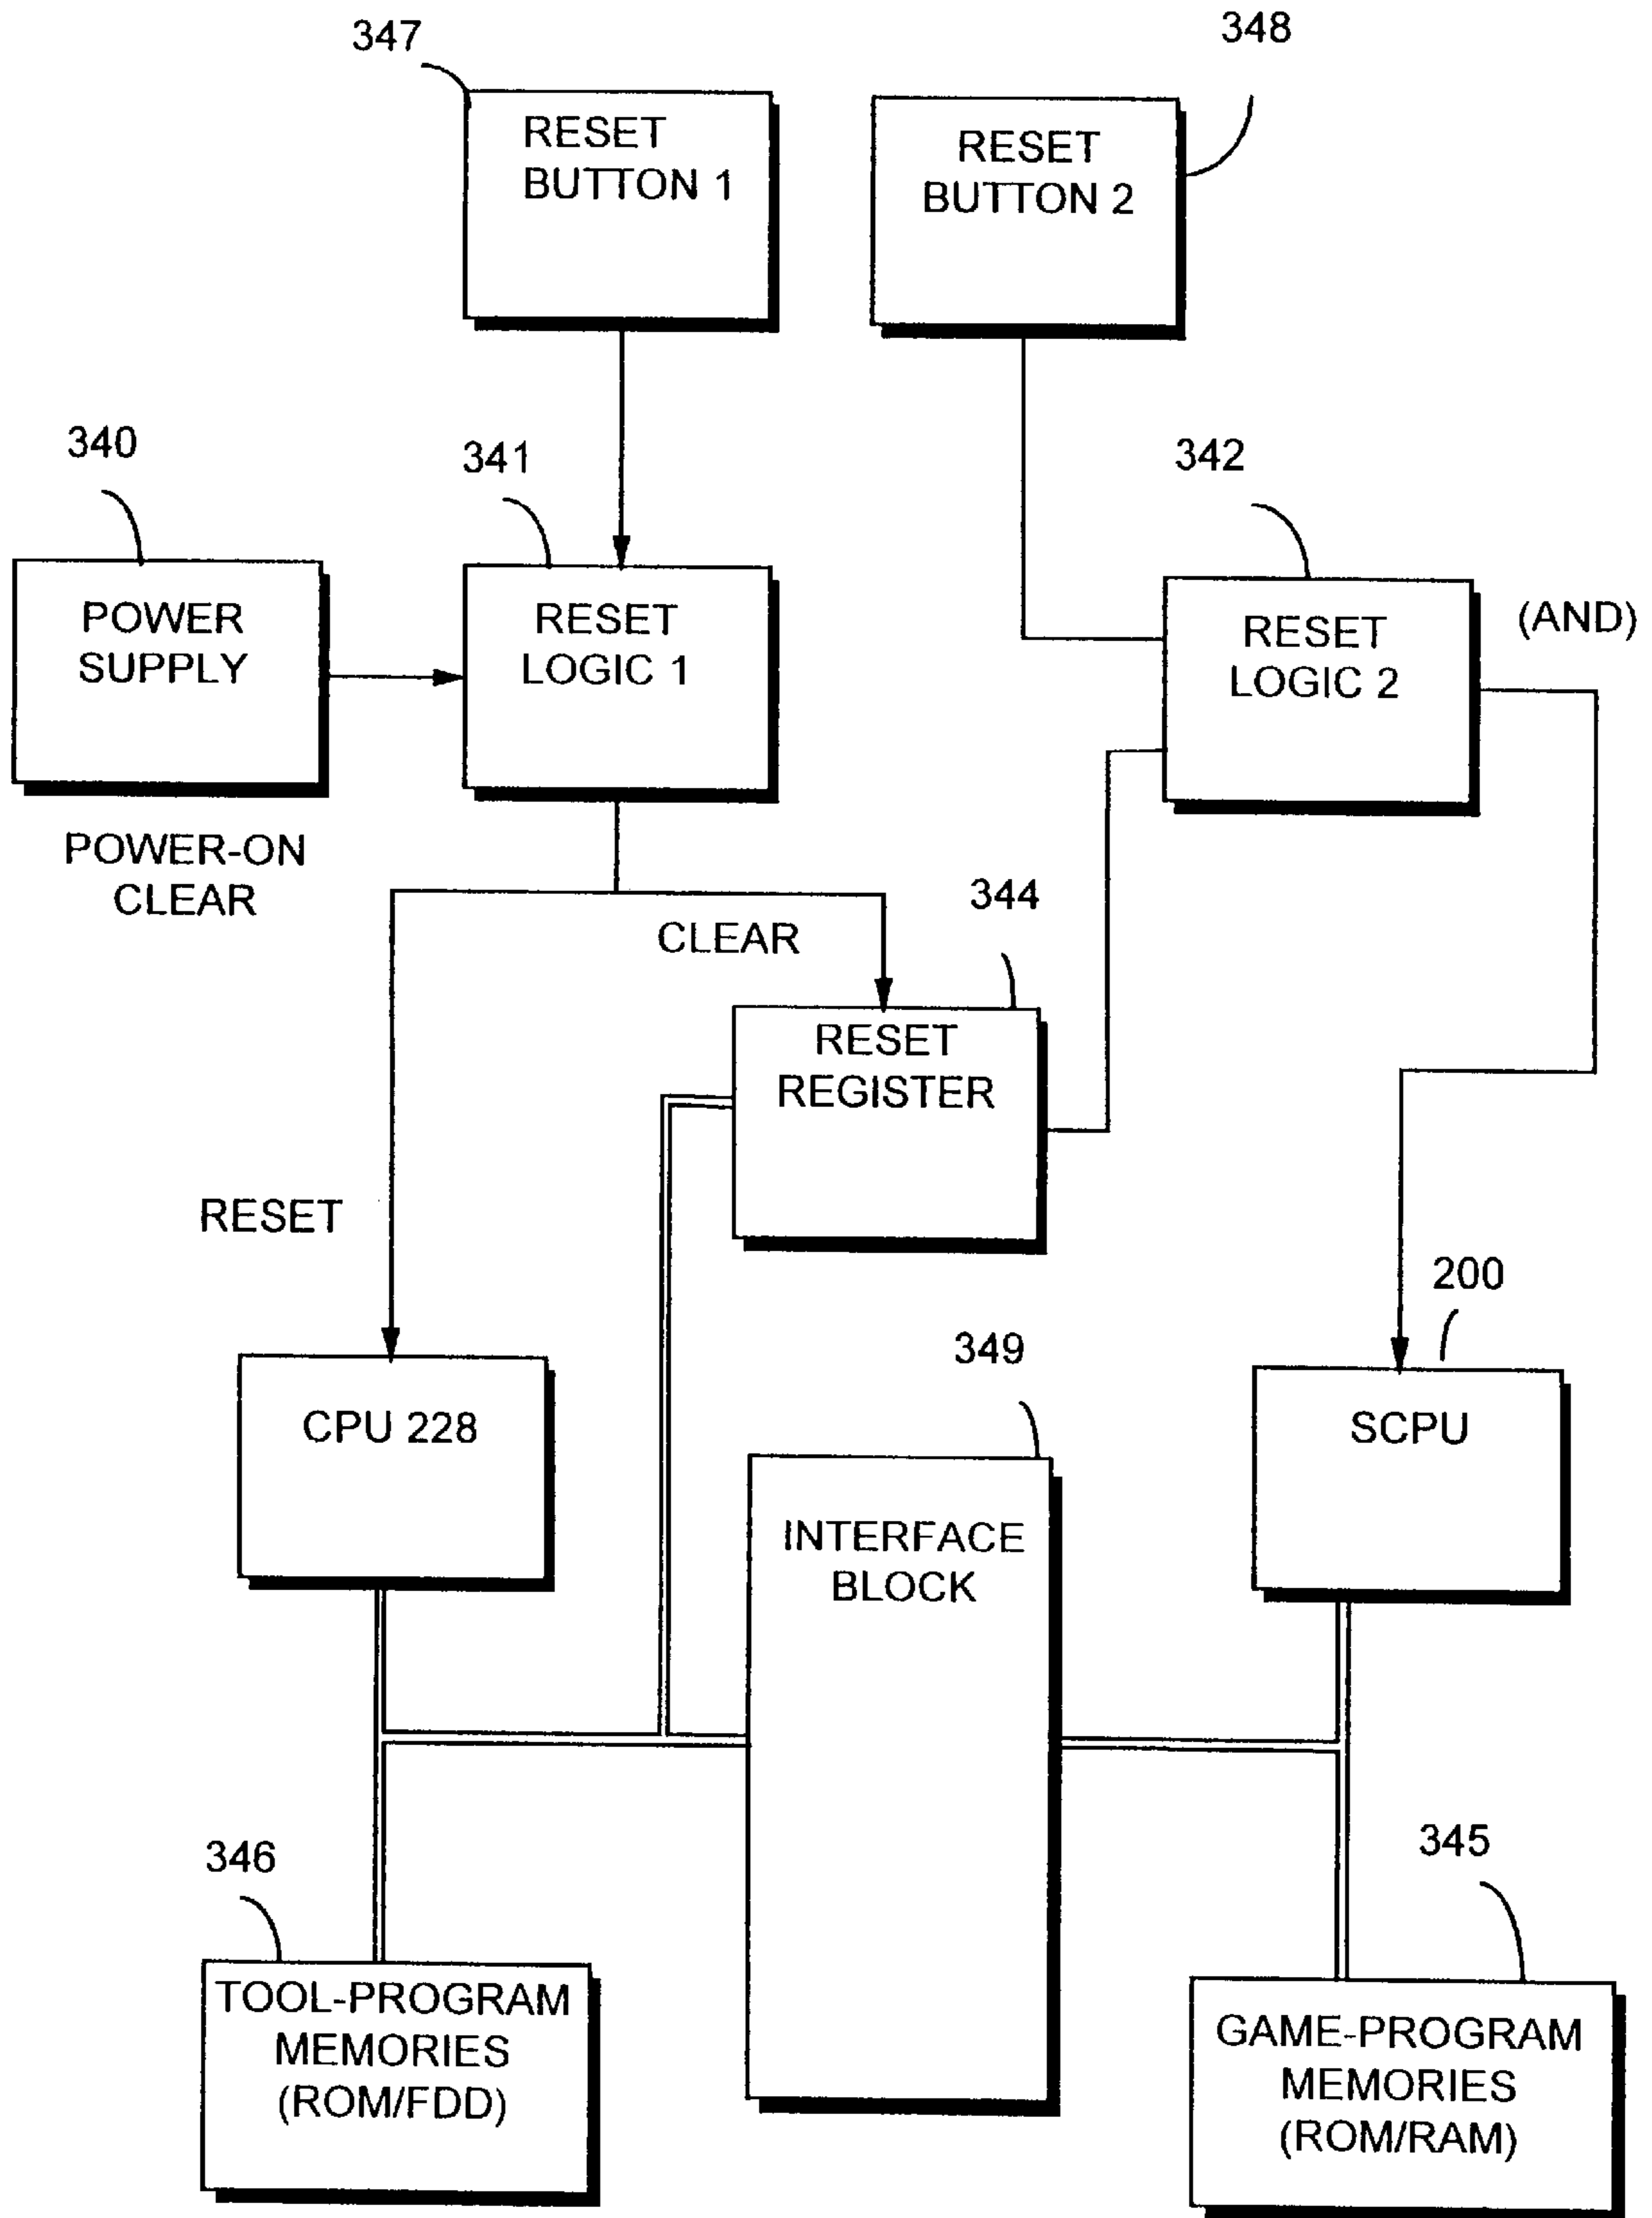 347
348
RESET
BUTTON 1
RESET
BUTTON 2
340
341
342
POWER
SUPPLY
RESET
LOGIC 1
RESET
LOGIC 2
(AND)
POWER-ON
CLEAR
CLEAR
344
RESET
REGISTER
RESET
200
349
CPU 228
SCPU
INTERFACE
BLOCK
346
345
TOOL-PROGRAM
MEMORIES
(ROM/FDD)
GAME-PROGRAM
MEMORIES
(ROM/RAM)